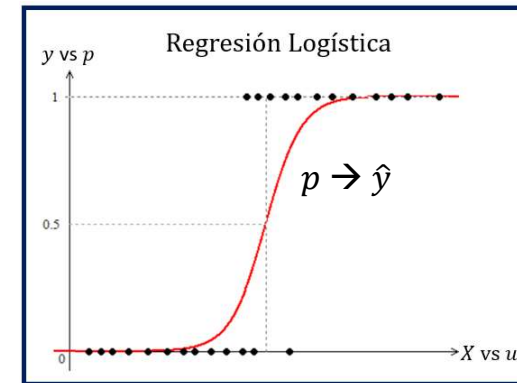 Regresión Logística
y vs p
1
p → ŷ
0.5
0
X vs u